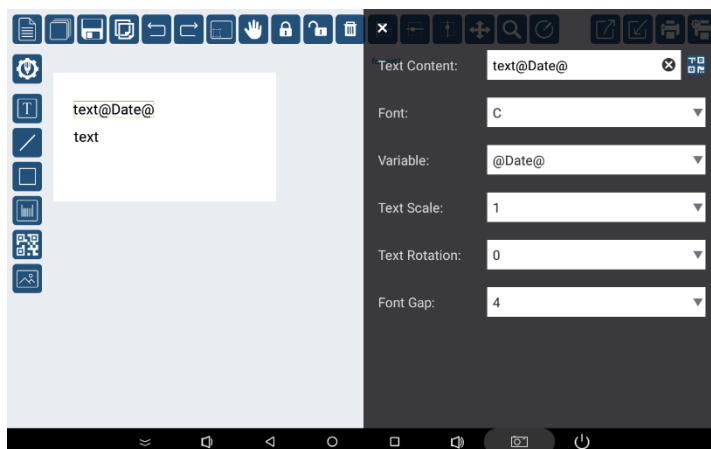 text@Date@
text
Text Content: text@Date@
Font: C
Variable: @Date@
Text Scale: 1
Text Rotation: 0
Font Gap: 4